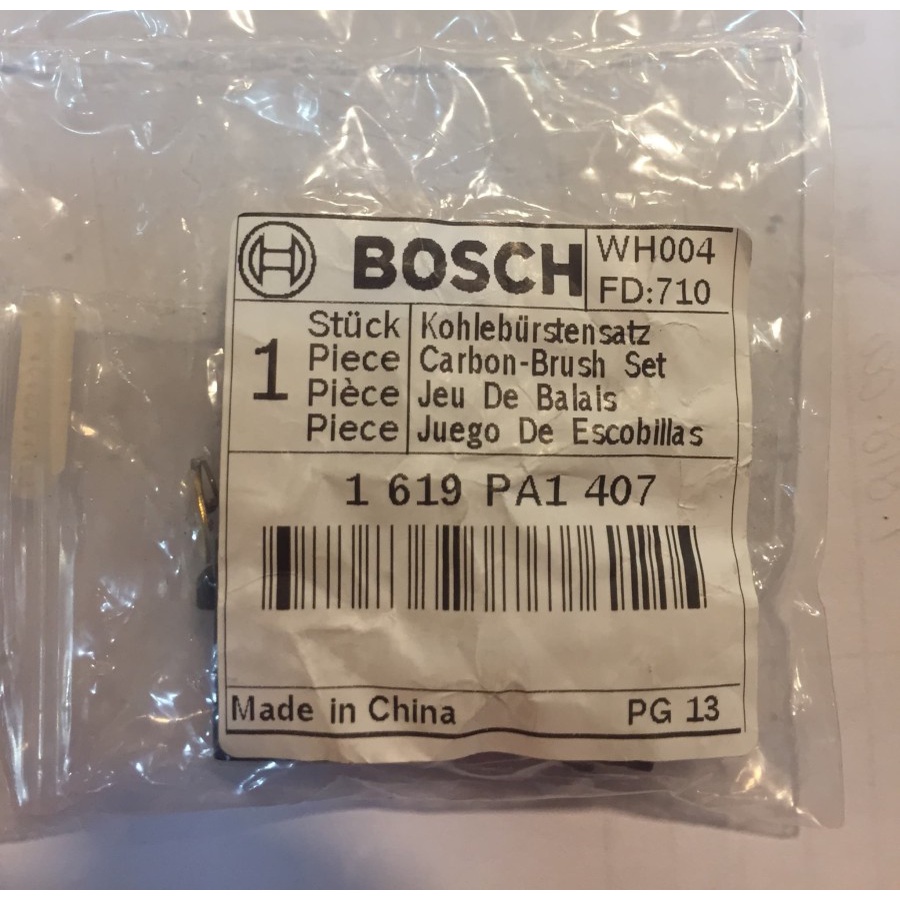 BOSCH
WH004
FD:710
1
Stück
Piece
Pièce
Piece
Kohlebürstensatz
Carbon-Brush Set
Jeu De Balais
Juego De Escobillas
1 619 PA1 407
Made in China
PG 13